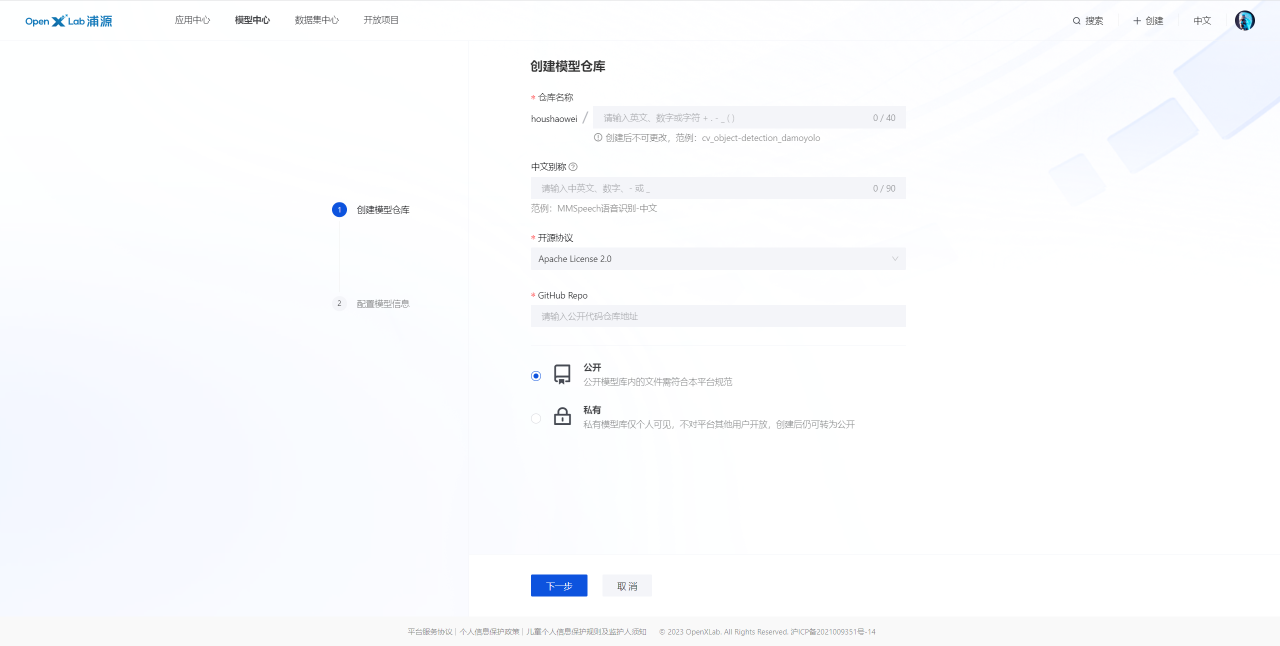 OpenXLab浦源
应用中心 模型中心 数据集中心 开放项目 搜索 创建 中文
创建模型仓库
* 仓库名称
houshaowei / 请输入英文、数字或字符 + . - _ ( ) 0 / 40
创建后不可更改，范例：cv_object-detection_damoyolo
中文别称
请输入中英文、数字、- 或 _ 0 / 90
范例：MMSpeech语音识别-中文
1 创建模型仓库
* 开源协议
Apache License 2.0
* GitHub Repo
2 配置模型信息
请输入公开代码仓库地址
公开
公开模型库内的文件需符合本平台规范
私有
私有模型库仅个人可见，不对平台其他用户开放，创建后仍可转为公开
下一步 取消
平台服务协议 | 个人信息保护政策 | 儿童个人信息保护规则及监护人须知 © 2023 OpenXLab. All Rights Reserved. 沪ICP备2021009351号-14